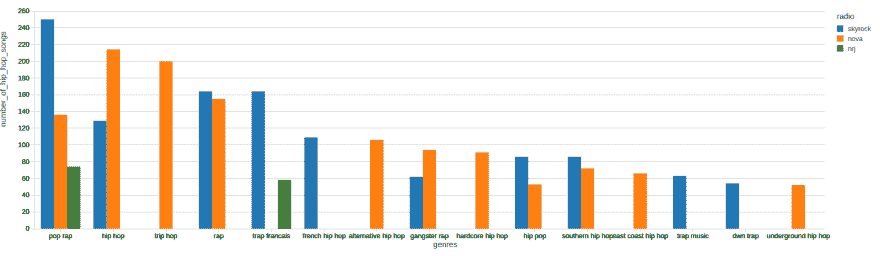 260
240
220
200
180
160
140
120
100
80
60
40
20
0
number_of_hip_hop_songs
pop rap hip hop trip hop rap trap francais french hip hop alternative hip hop gangster rap hardcore hip hop hip pop southern hip hop east coast hip hop trap music dwn trap underground hip hop
genres
radio
skyrock
nova
nrj